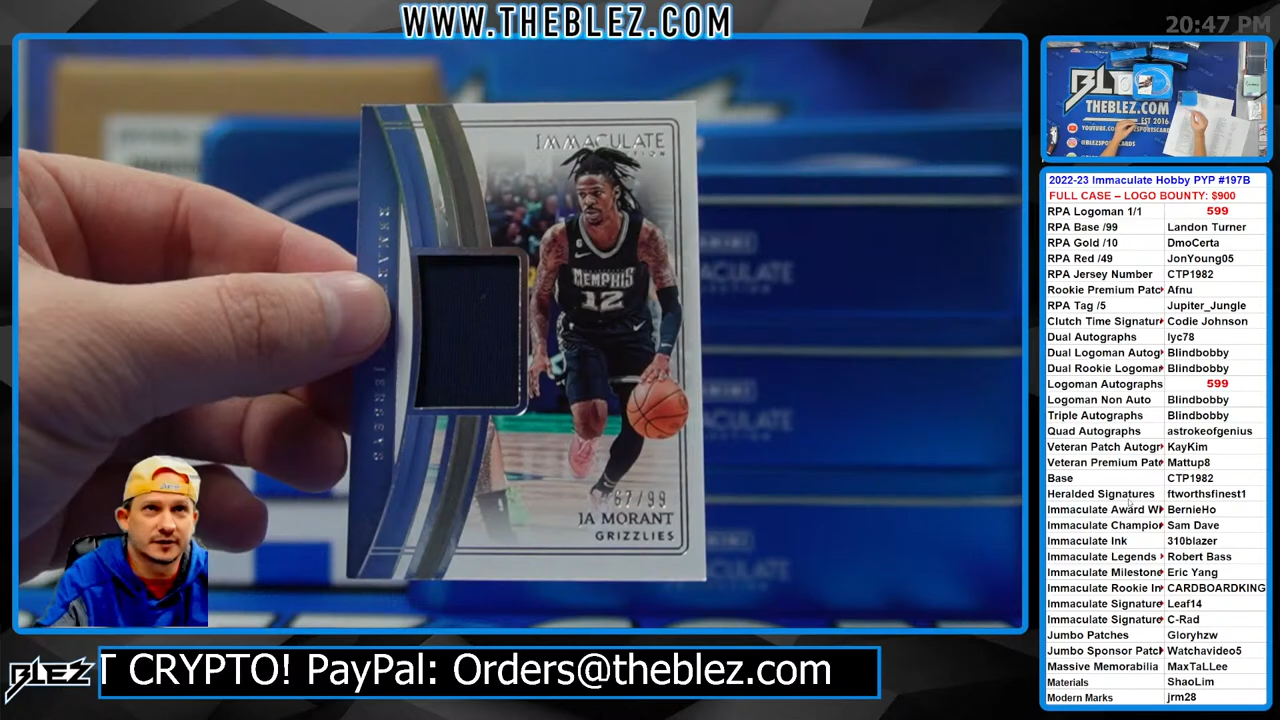 WWW.THEBLEZ.COM
20:47 PM
IMMACULATE
MEMPHIS
12
6
67/99
JA MORANT
GRIZZLIES
BLEZ
THEBLEZ.COM
EST 2016
2022-23 Immaculate Hobby PYP #197B
FULL CASE – LOGO BOUNTY: $900
RPA Logoman 1/1 599
RPA Base /99 Landon Turner
RPA Gold /10 DmoCerta
RPA Red /49 JonYoung05
RPA Jersey Number CTP1982
Rookie Premium Patc Afnu
RPA Tag /5 Jupiter_Jungle
Clutch Time Signatur Codie Johnson
Dual Autographs lyc78
Dual Logoman Autog Blindbobby
Dual Rookie Logoma Blindbobby
Logoman Autographs 599
Logoman Non Auto Blindbobby
Triple Autographs Blindbobby
Quad Autographs astrokeofgenius
Veteran Patch Autogr KayKim
Veteran Premium Pat Mattup8
Base CTP1982
Heralded Signatures ftworthsfinest1
Immaculate Award Wi BernieHo
Immaculate Champio Sam Dave
Immaculate Ink 310blazer
Immaculate Legends Robert Bass
Immaculate Milestone Eric Yang
Immaculate Rookie In CARDBOARDKING
Immaculate Signature Leaf14
Immaculate Signature C-Rad
Jumbo Patches Gloryhzw
Jumbo Sponsor Patc Watchavideo5
Massive Memorabilia MaxTaLLee
Materials ShaoLim
Modern Marks jrm28
BLEZ
T CRYPTO! PayPal: Orders@theblez.com